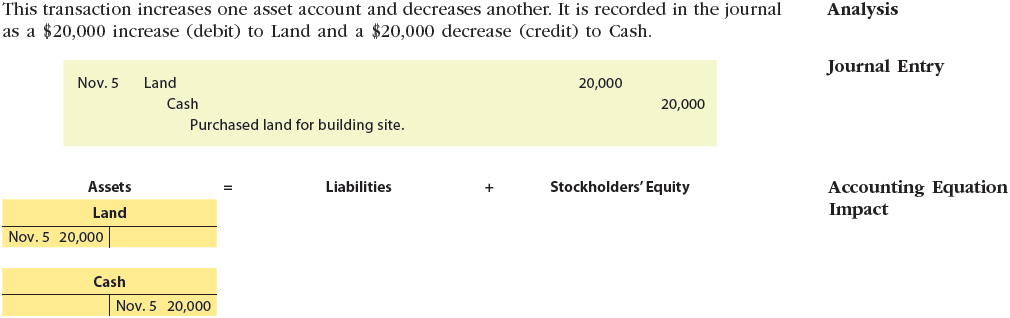 This transaction increases one asset account and decreases another. It is recorded in the journal
as a $20,000 increase (debit) to Land and a $20,000 decrease (credit) to Cash.
Analysis
Journal Entry
Nov. 5 Land 20,000
Cash 20,000
Purchased land for building site.
Assets = Liabilities + Stockholders' Equity
Accounting Equation
Impact
Land
Nov. 5 20,000
Cash
Nov. 5 20,000